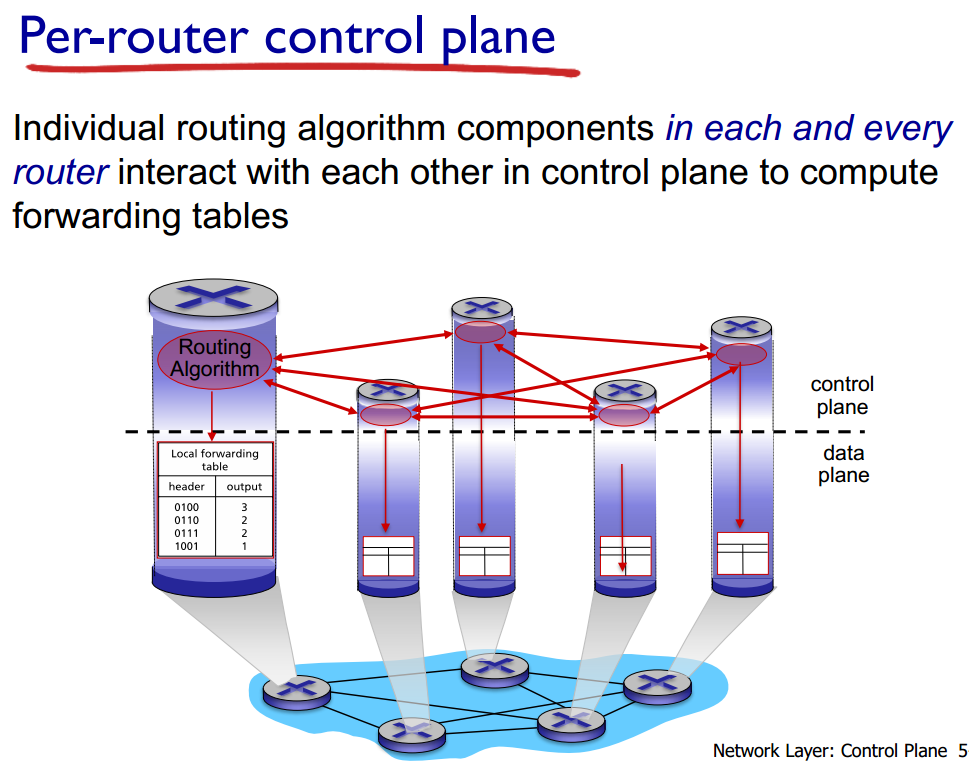 Per-router control plane
Individual routing algorithm components in each and every
router interact with each other in control plane to compute
forwarding tables
Routing
Algorithm
control
plane
data
plane
Local forwarding
table
header output
0100 3
0110 2
0111 2
1001 1
Network Layer: Control Plane 5